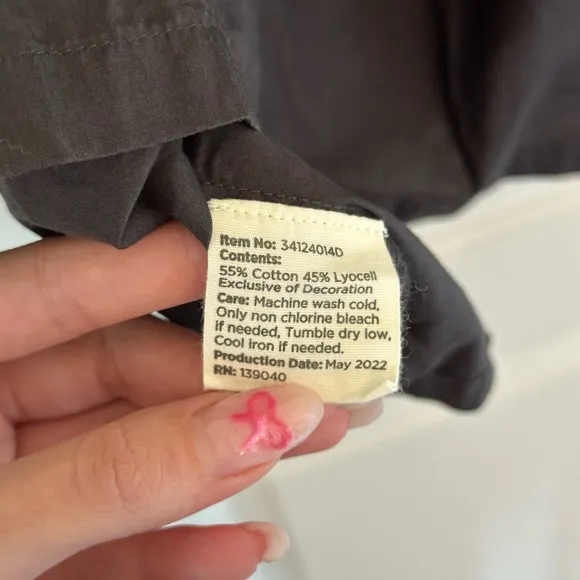 Item No: 34124014D
Contents:
55% Cotton 45% Lyocell
Exclusive of Decoration
Care: Machine wash cold,
Only non chlorine bleach
if needed, Tumble dry low,
Cool iron if needed.
Production Date: May 2022
RN: 139040